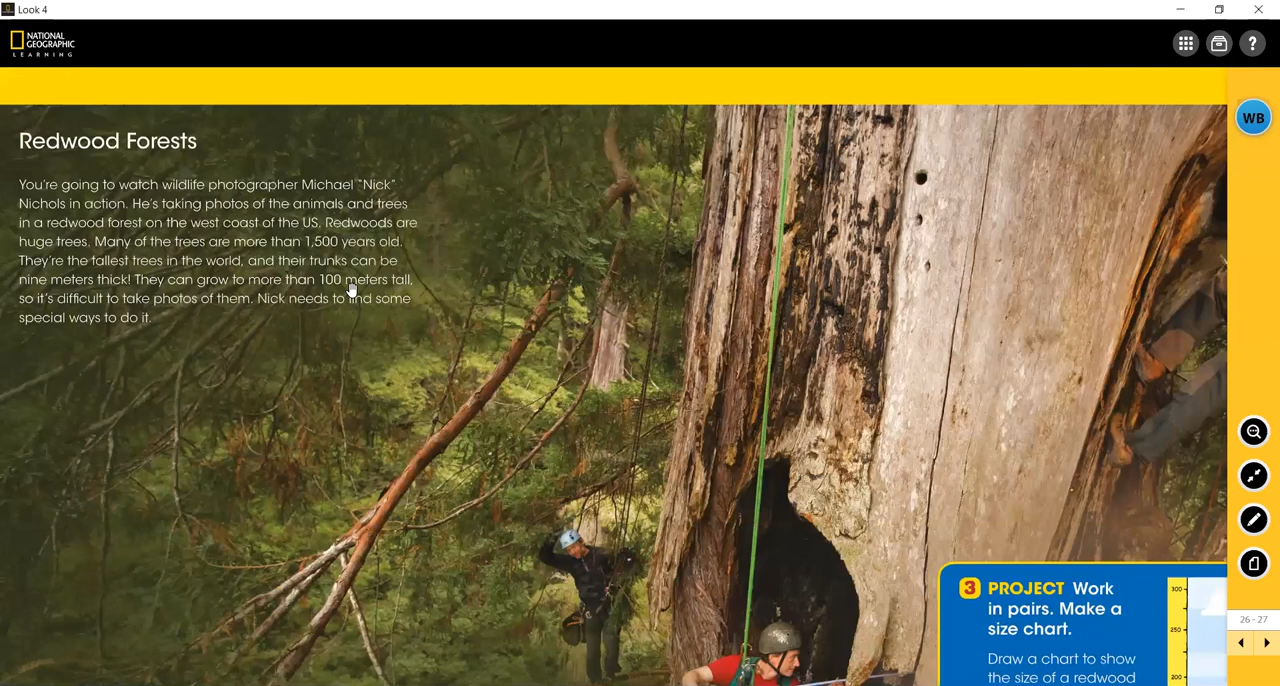 Look 4
NATIONAL
GEOGRAPHIC
LEARNING
WB
Redwood Forests
You're going to watch wildlife photographer Michael "Nick"
Nichols in action. He's taking photos of the animals and trees
in a redwood forest on the west coast of the US. Redwoods are
huge trees. Many of the trees are more than 1,500 years old.
They're the tallest trees in the world, and their trunks can be
nine meters thick! They can grow to more than 100 meters tall,
so it's difficult to take photos of them. Nick needs to find some
special ways to do it.
3 PROJECT Work
in pairs. Make a
size chart.
Draw a chart to show
the size of a redwood
300
250
200
26 - 27